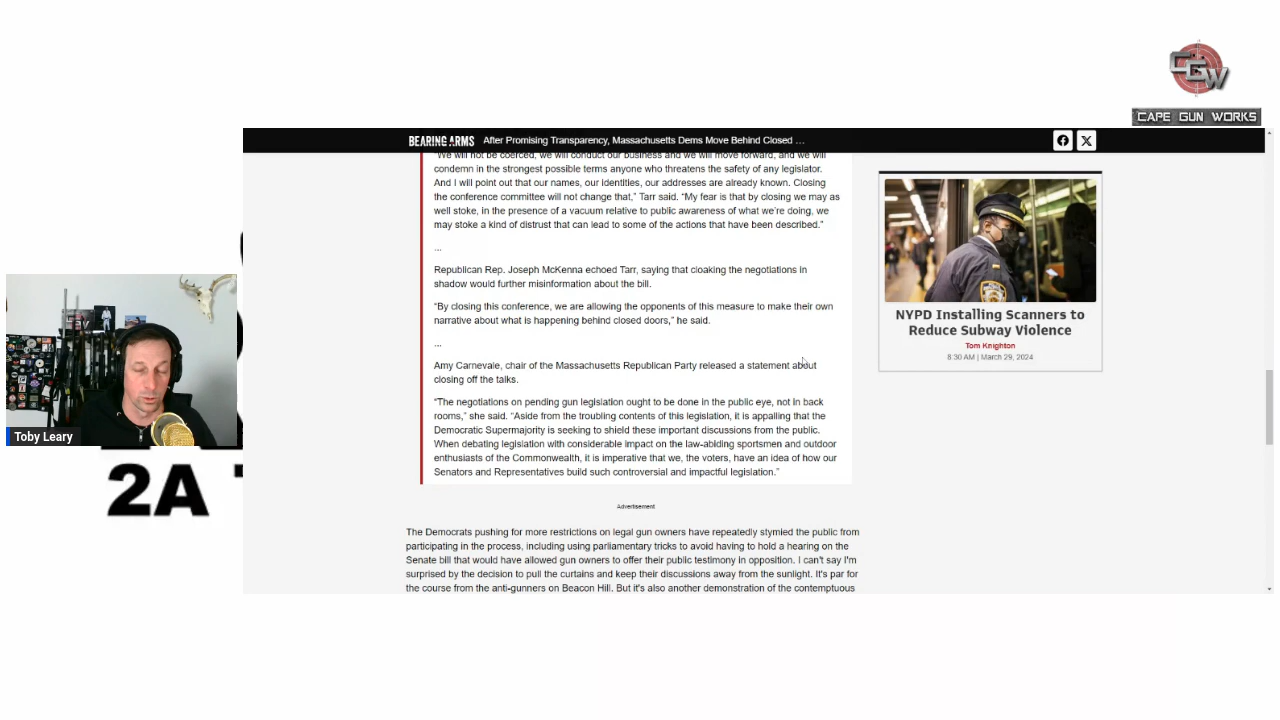 CGW
CAPE GUN WORKS
BEARING ARMS After Promising Transparency, Massachusetts Dems Move Behind Closed ...
"We will not be coerced, we will conduct our business and we will move forward, and we will
condemn in the strongest possible terms anyone who threatens the safety of any legislator.
And I will point out that our names, our identities, our addresses are already known. Closing
the conference committee will not change that," Tarr said. "My fear is that by closing we may as
well stoke, in the presence of a vacuum relative to public awareness of what we're doing, we
may stoke a kind of distrust that can lead to some of the actions that have been described."
...
Republican Rep. Joseph McKenna echoed Tarr, saying that cloaking the negotiations in
shadow would further misinformation about the bill.
"By closing this conference, we are allowing the opponents of this measure to make their own
narrative about what is happening behind closed doors," he said.
...
Amy Carnevale, chair of the Massachusetts Republican Party released a statement about
closing off the talks.
"The negotiations on pending gun legislation ought to be done in the public eye, not in back
rooms," she said. "Aside from the troubling contents of this legislation, it is appalling that the
Democratic Supermajority is seeking to shield these important discussions from the public.
When debating legislation with considerable impact on the law-abiding sportsmen and outdoor
enthusiasts of the Commonwealth, it is imperative that we, the voters, have an idea of how our
Senators and Representatives build such controversial and impactful legislation."
Advertisement
The Democrats pushing for more restrictions on legal gun owners have repeatedly stymied the public from
participating in the process, including using parliamentary tricks to avoid having to hold a hearing on the
Senate bill that would have allowed gun owners to offer their public testimony in opposition. I can't say I'm
surprised by the decision to pull the curtains and keep their discussions away from the sunlight. It's par for
the course from the anti-gunners on Beacon Hill. But it's also another demonstration of the contemptuous
NYPD Installing Scanners to
Reduce Subway Violence
Tom Knighton
8:30 AM | March 29, 2024
Toby Leary
2A